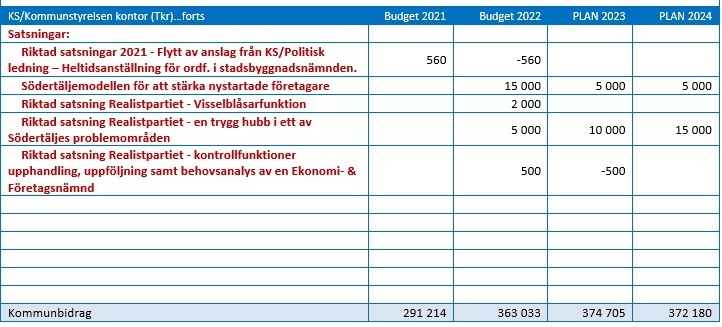 KS/Kommunstyrelsen kontor (Tkr)...forts Budget 2021 Budget 2022 PLAN 2023 PLAN 2024
Satsningar:
Riktad satsningar 2021 - Flytt av anslag från KS/Politisk
ledning – Heltidsanställning för ordf. i stadsbyggnadsnämnden. 560 -560
Södertäljemodellen för att stärka nystartade företagare 15 000 5 000 5 000
Riktad satsning Realistpartiet - Visselblåsarfunktion 2 000
Riktad satsning Realistpartiet - en trygg hubb i ett av
Södertäljes problemområden 5 000 10 000 15 000
Riktad satsning Realistpartiet - kontrollfunktioner
upphandling, uppföljning samt behovsanalys av en Ekonomi- & 500 -500
Företagsnämnd
Kommunbidrag 291 214 363 033 374 705 372 180